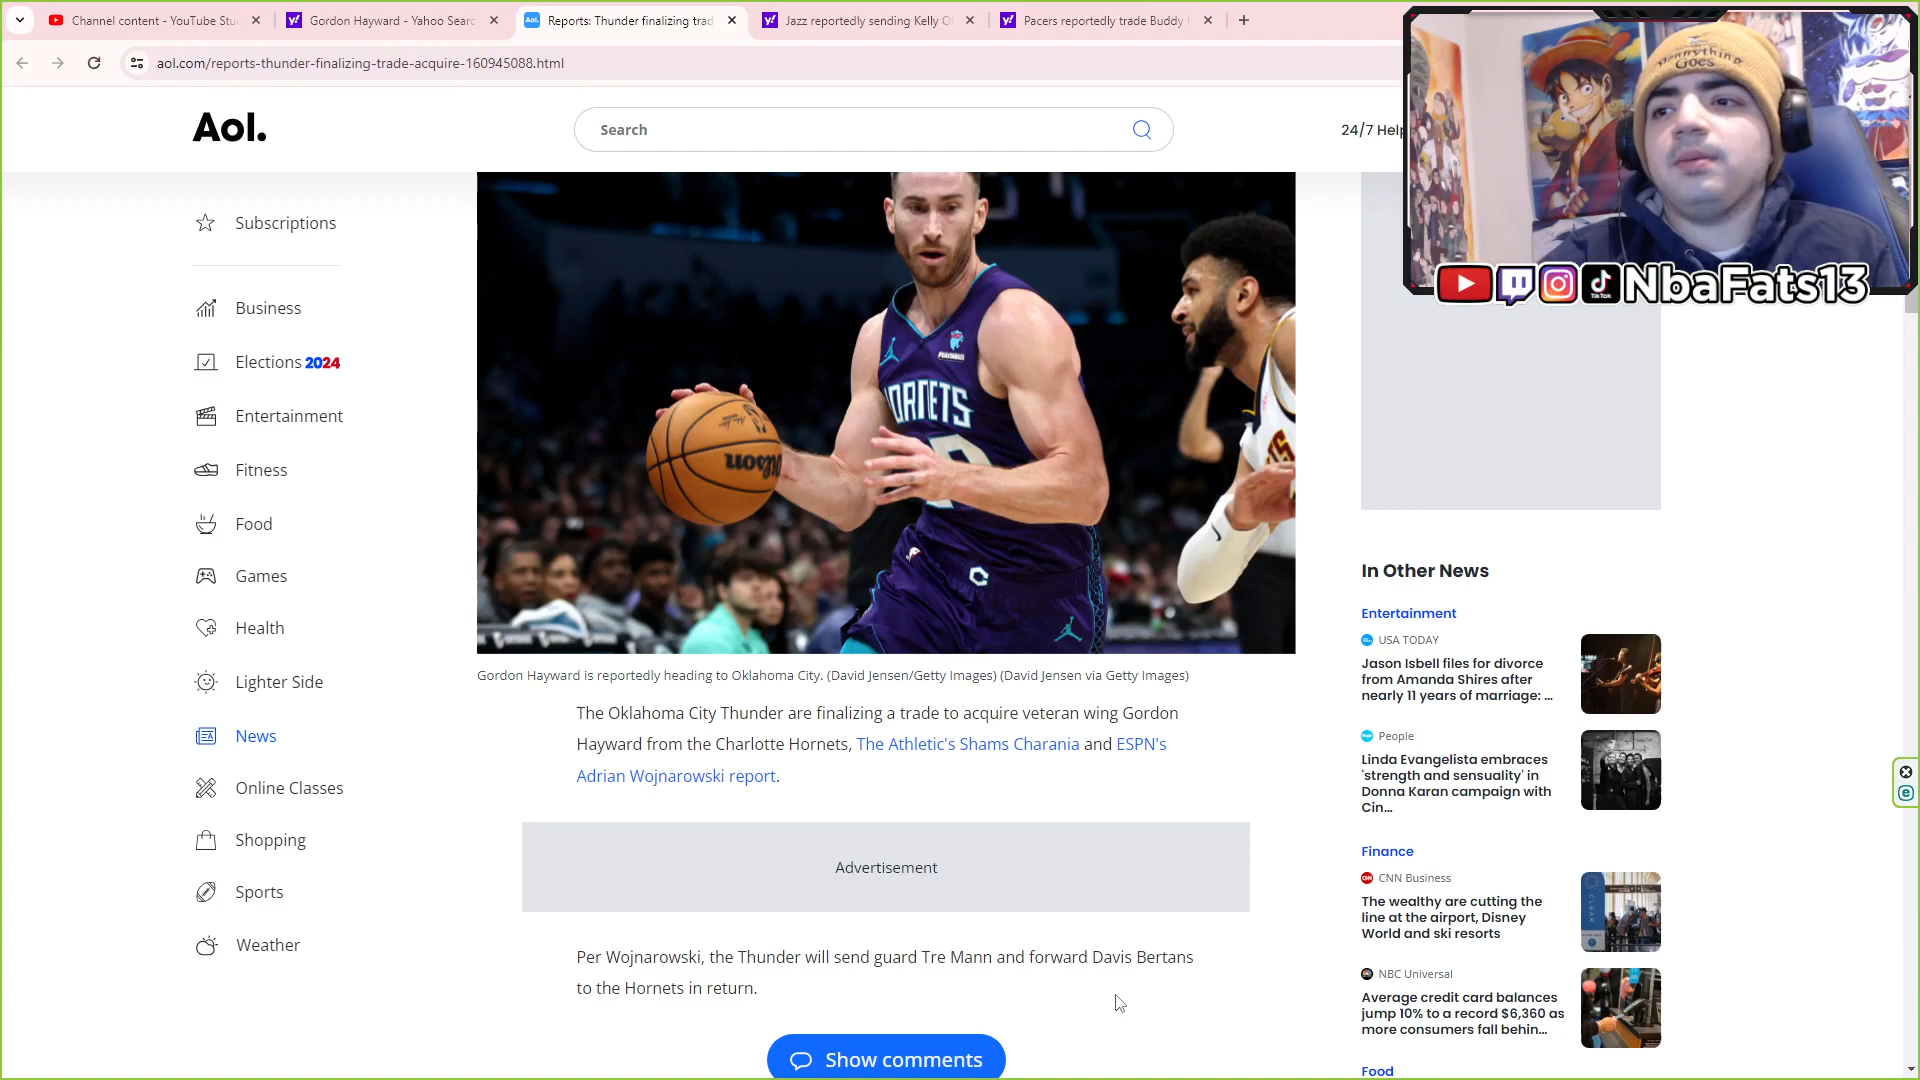 Channel content - YouTube Stu
Gordon Hayward - Yahoo Searc
Aol. Reports: Thunder finalizing trad
Jazz reportedly sending Kelly O
Pacers reportedly trade Buddy H
aol.com/reports-thunder-finalizing-trade-acquire-160945088.html
Aol.
Search
24/7 Help
Goes
NbaFats13
TikTok
Subscriptions
Business
Elections 2024
Entertainment
Fitness
Food
Games
Health
Lighter Side
News
Online Classes
Shopping
Sports
Weather
HORNETS
Wilson
Gordon Hayward is reportedly heading to Oklahoma City. (David Jensen/Getty Images) (David Jensen via Getty Images)
The Oklahoma City Thunder are finalizing a trade to acquire veteran wing Gordon
Hayward from the Charlotte Hornets, The Athletic's Shams Charania and ESPN's
Adrian Wojnarowski report.
Advertisement
Per Wojnarowski, the Thunder will send guard Tre Mann and forward Davis Bertans
to the Hornets in return.
Show comments
In Other News
Entertainment
USA TODAY
Jason Isbell files for divorce
from Amanda Shires after
nearly 11 years of marriage: ...
People
Linda Evangelista embraces
'strength and sensuality' in
Donna Karan campaign with
Cin...
Finance
CNN Business
The wealthy are cutting the
line at the airport, Disney
World and ski resorts
CLEAR
NBC Universal
Average credit card balances
jump 10% to a record $6,360 as
more consumers fall behin...
Food